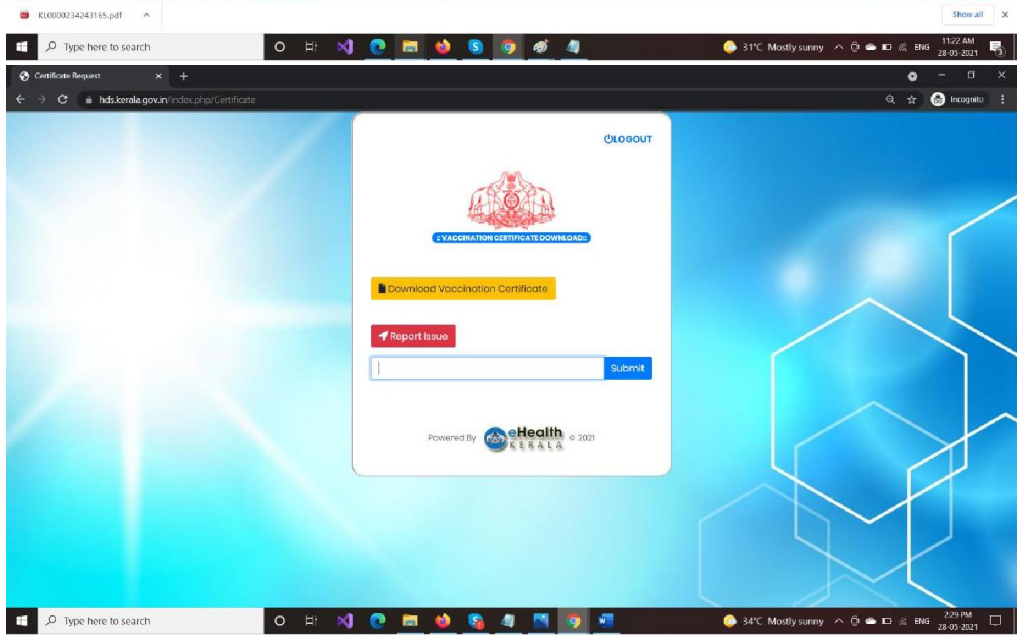 KL0000234243165.pdf
Show all
Type here to search
31°C Mostly sunny
ENG
11:22 AM
28-05-2021
Certificate Request
hds.kerala.gov.in/index.php/Certificate
Incognito
LOGOUT
:: VACCINATION CERTIFICATE DOWNLOAD::
Download Vaccination Certificate
Report Issue
Submit
Powered By eHealth KERALA © 2021
Type here to search
34°C Mostly sunny
ENG
2:29 PM
28-05-2021